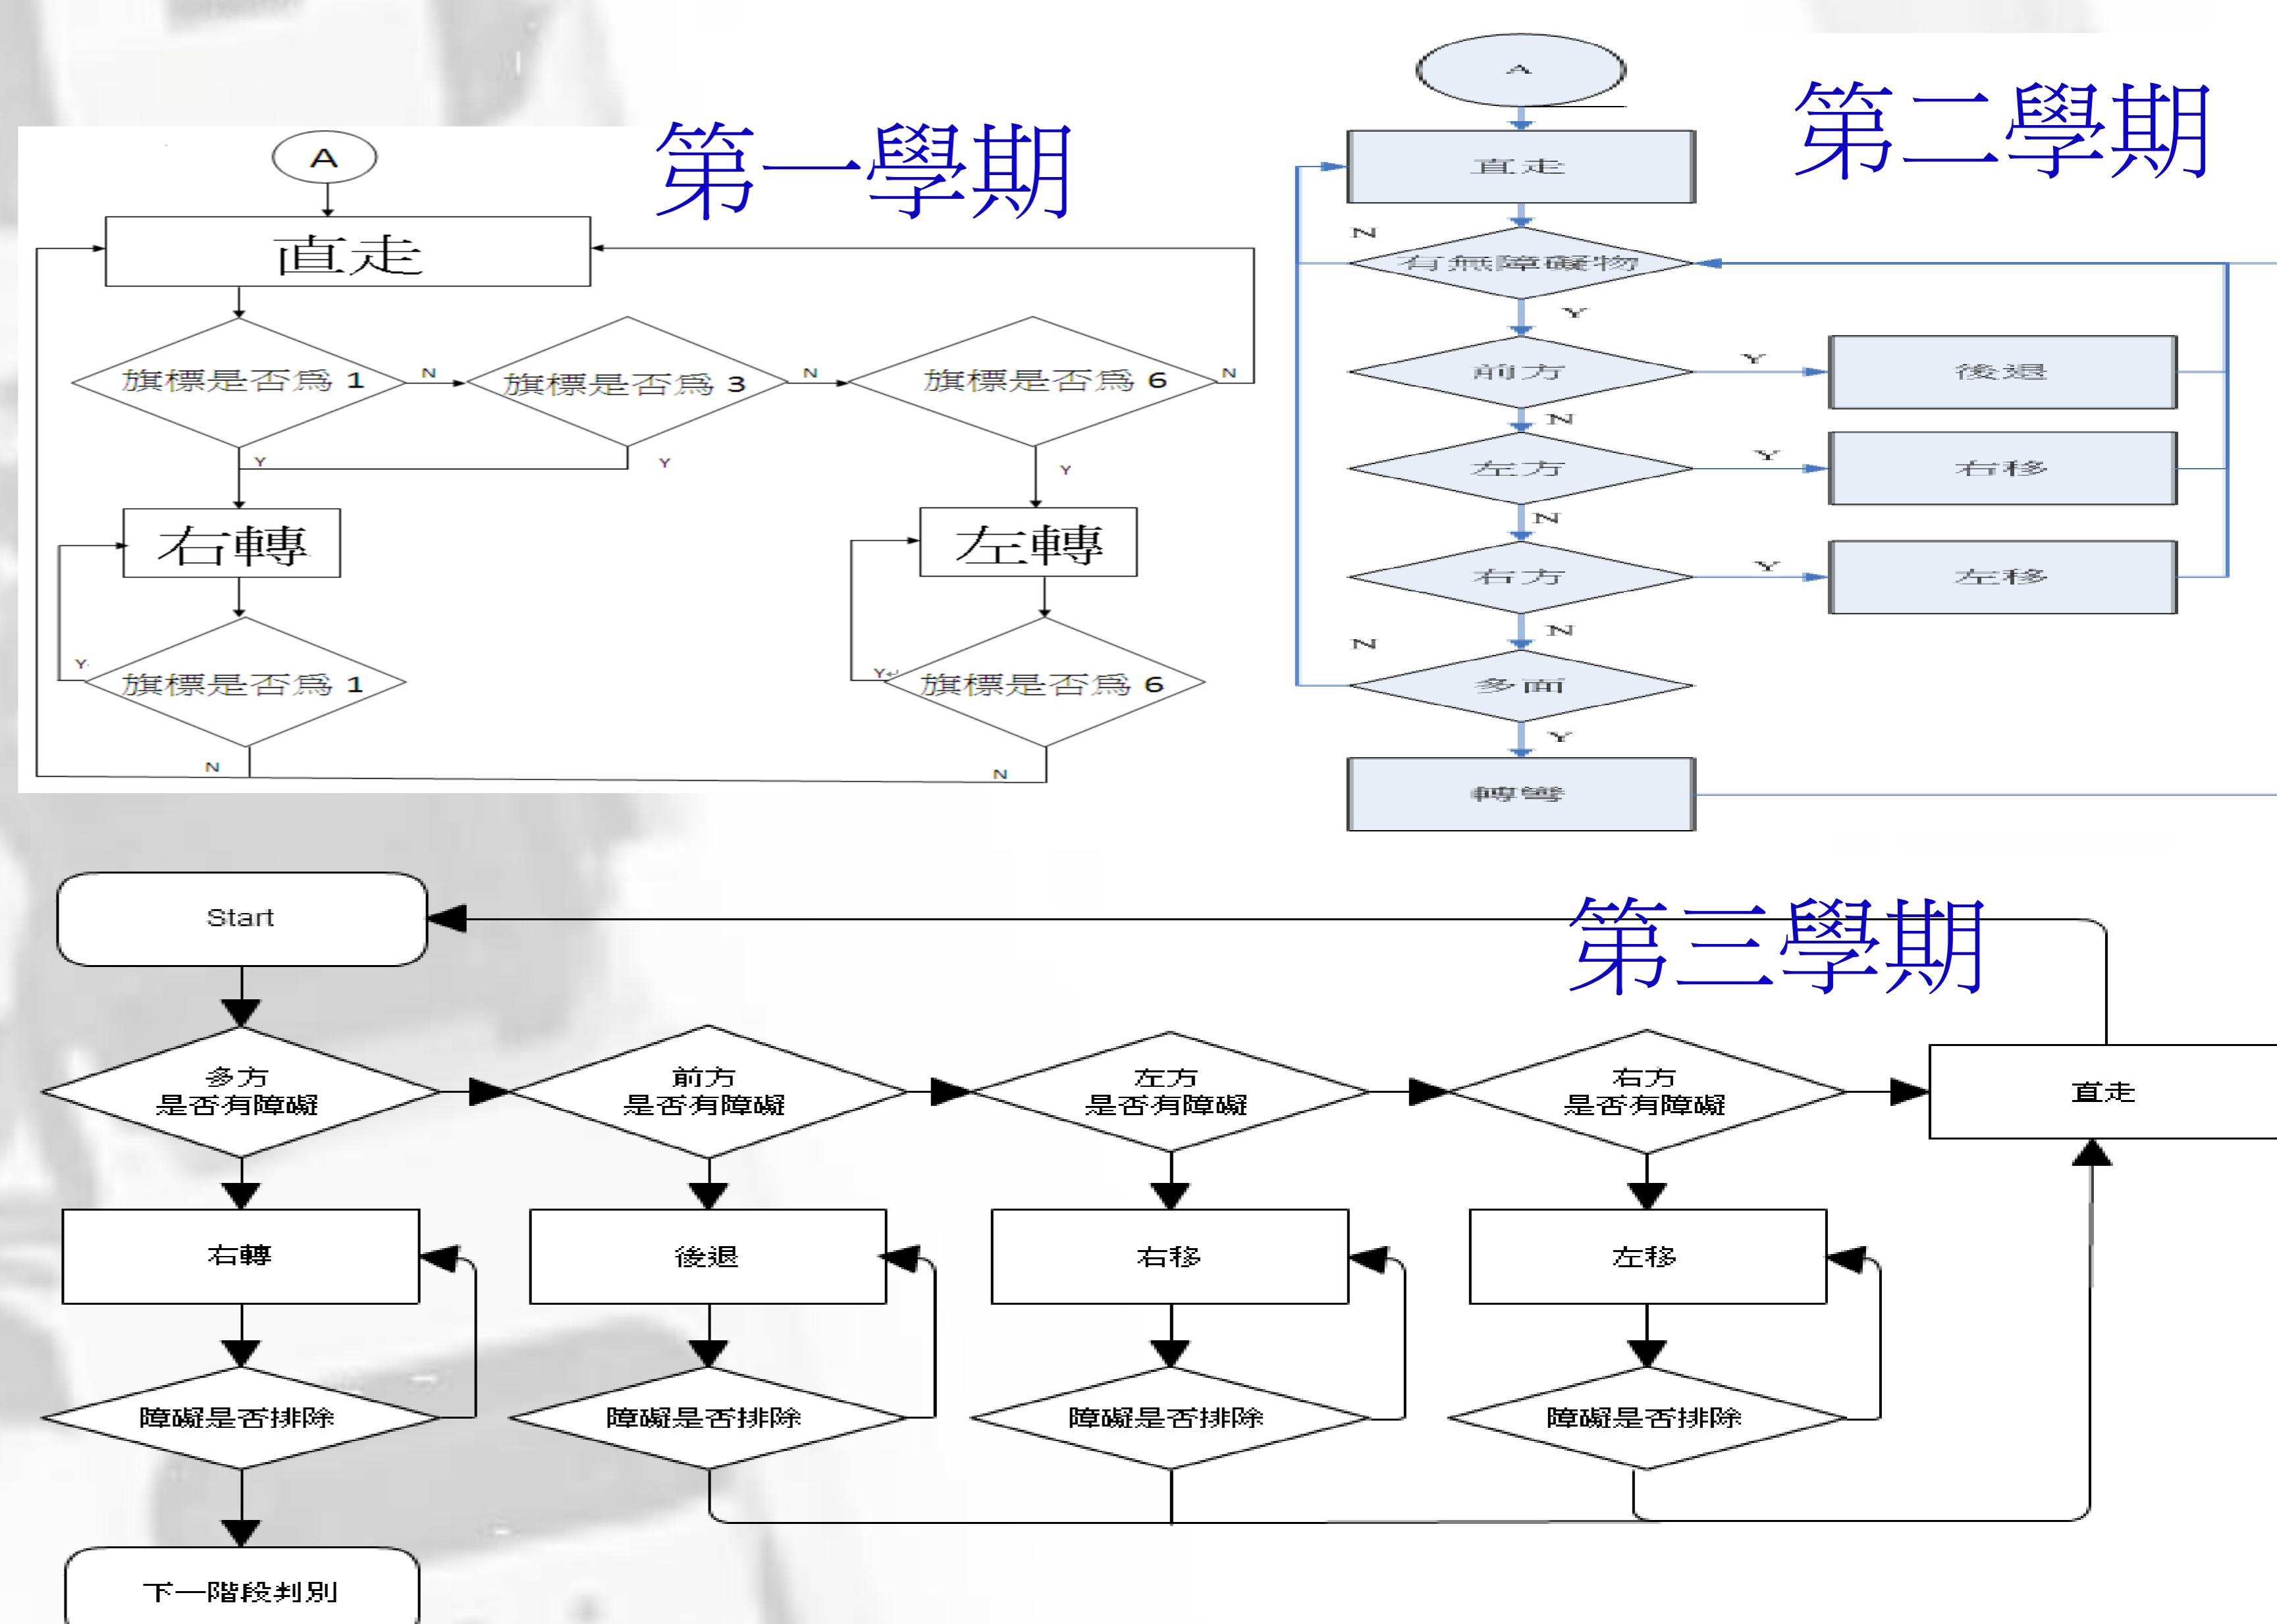 第一學期
A
直走
旗標是否為 1
N
旗標是否為 3
N
旗標是否為 6
N
Y
Y
Y
右轉
左轉
Y
旗標是否為 1
Y↵
旗標是否為 6
N
N
第二學期
A
直走
N
有無障礙物
Y
前方
Y
後退
N
左方
Y
右移
N
右方
Y
左移
N
N
多面
Y
轉彎
第三學期
Start
多方
是否有障礙
前方
是否有障礙
左方
是否有障礙
右方
是否有障礙
直走
右轉
後退
右移
左移
障礙是否排除
障礙是否排除
障礙是否排除
障礙是否排除
下一階段判別